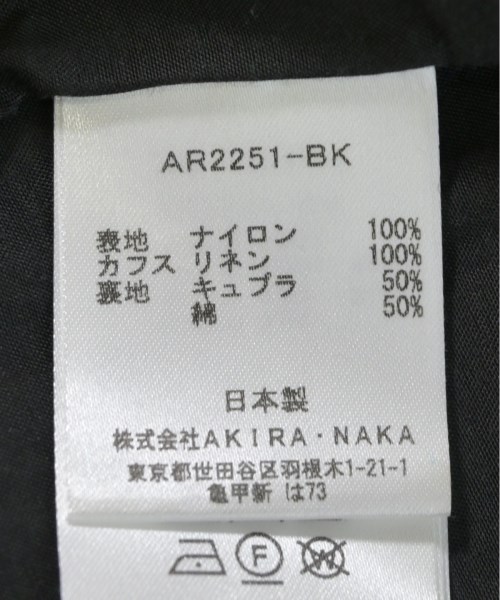 AR2251-BK
表地 ナイロン 100%
カフス リネン 100%
裏地 キュプラ 50%
綿 50%
日本製
株式会社AKIRA・NAKA
東京都世田谷区羽根木1-21-1
亀甲新 は73
F W